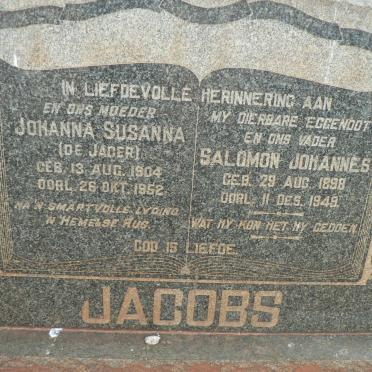 IN LIEFDEVOLLE HERINNERING AAN
EN ONS MOEDER
JOHANNA SUSANNA
(DE JAGER)
GEB. 13 AUG. 1904
OORL. 26 OKT. 1952.
NA 'N SMARTVOLLE LYDING
'N HEMELSE RUS.
MY DIERBARE EGGENOOT
EN ONS VADER
SALOMON JOHANNES
GEB. 29 AUG. 1898
OORL. 11 DES. 1949.
WAT HY KON HET HY GEDOEN.
GOD IS LIEFDE.
JACOBS